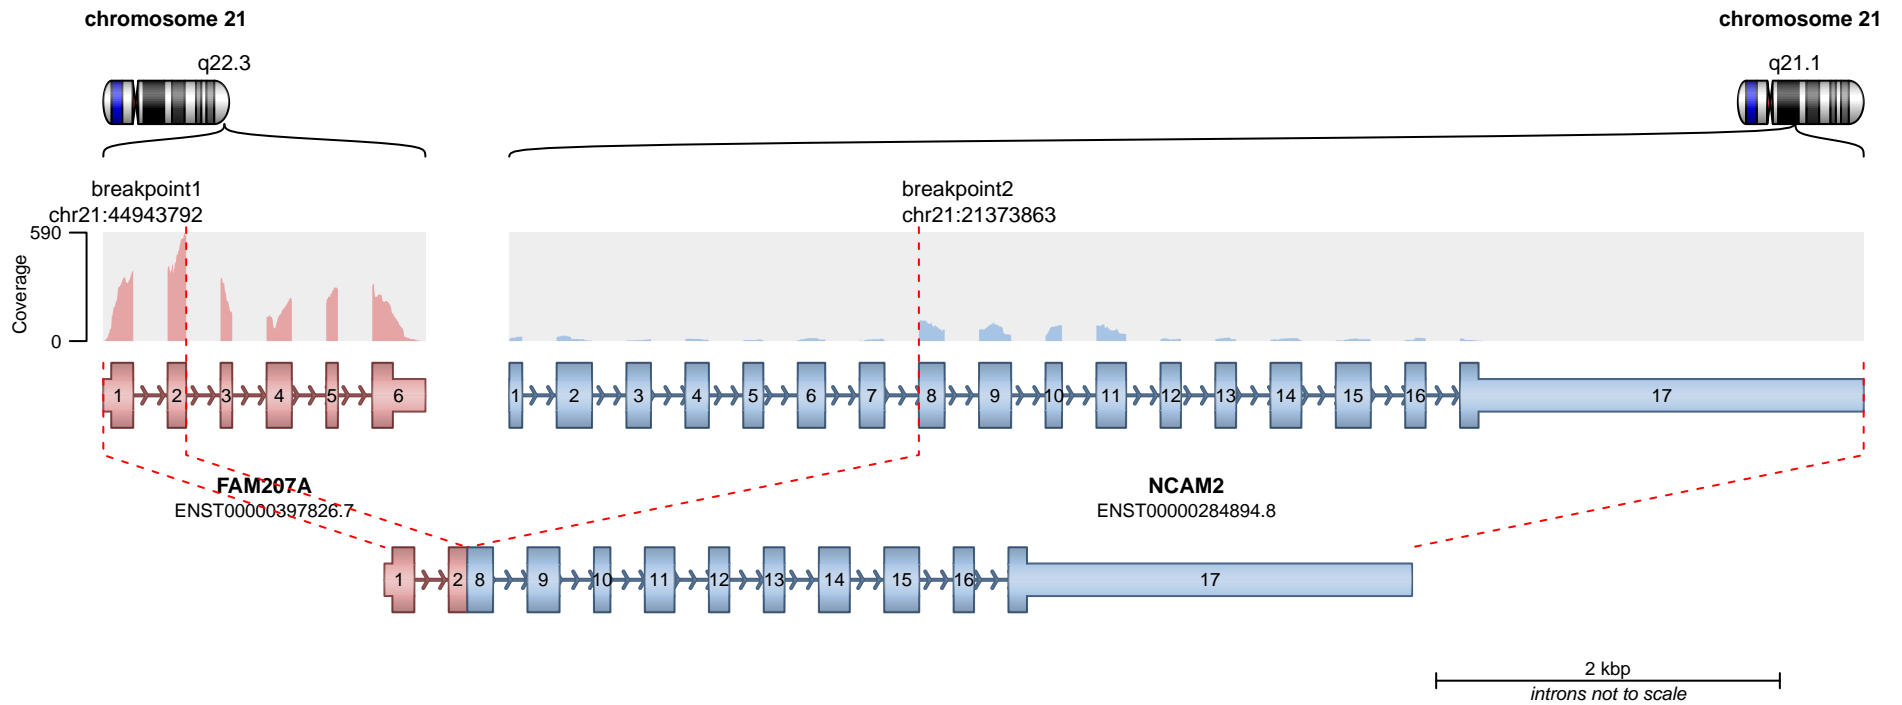 chromosome 21
chromosome 21
q22.3
q21.1
breakpoint1
chr21:44943792
breakpoint2
chr21:21373863
590
Coverage
0
1 2 3 4 5 6
1 2 3 4 5 6 7 8 9 10 11 12 13 14 15 16 17
FAM207A
ENST00000397826.7
NCAM2
ENST00000284894.8
1 2 8 9 10 11 12 13 14 15 16 17
2 kbp
introns not to scale